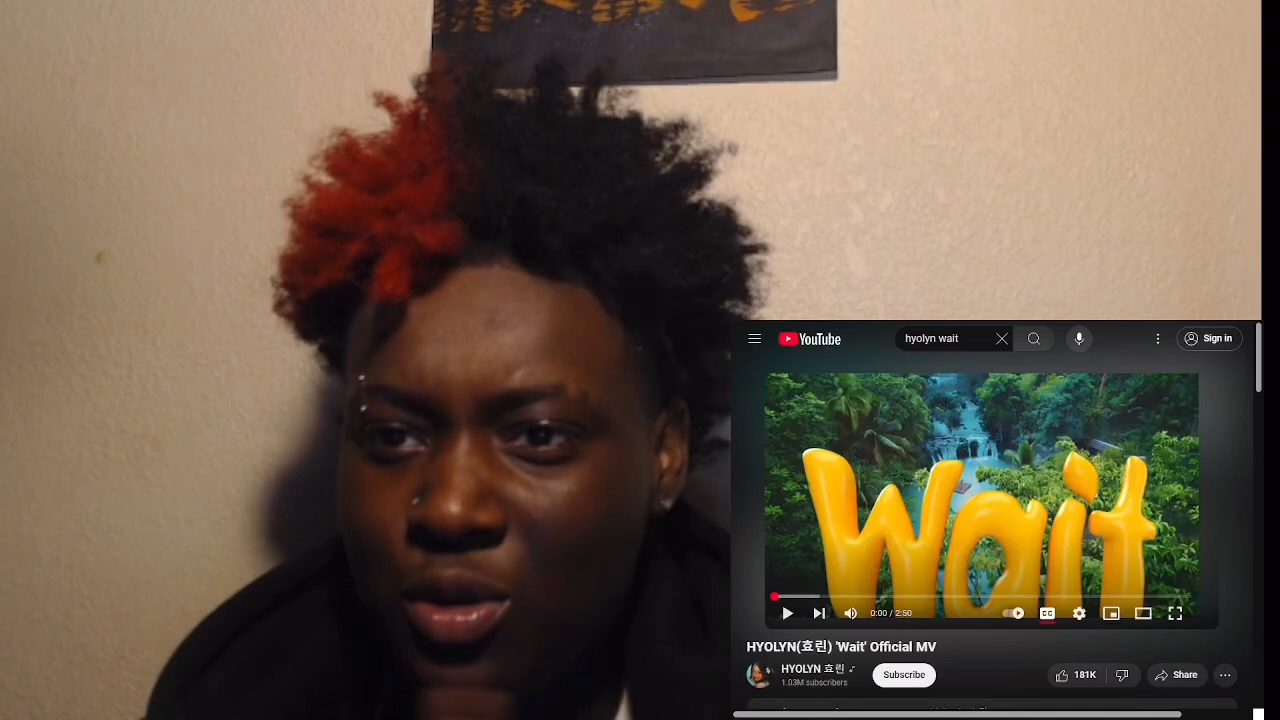 YouTube
hyolyn wait
Sign in
Wait
0:00 / 2:50
CC
HYOLYN(효린) 'Wait' Official MV
HYOLYN 효린
1.03M subscribers
Subscribe
181K
Share